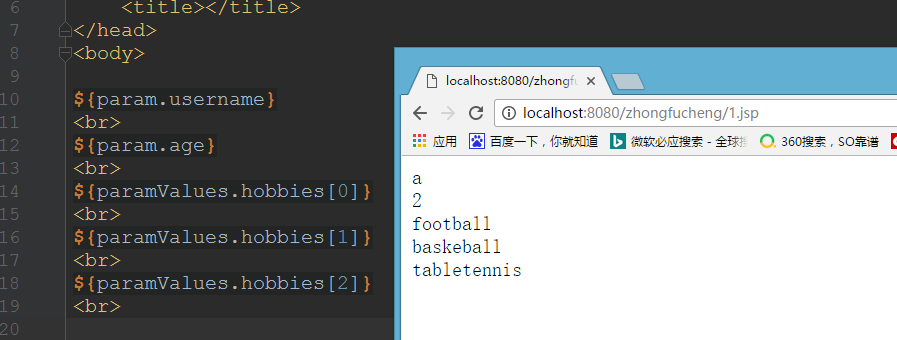 6 <title></title>
7 </head>
8 <body>
9
10 ${param.username}
11 <br>
12 ${param.age}
13 <br>
14 ${paramValues.hobbies[0]}
15 <br>
16 ${paramValues.hobbies[1]}
17 <br>
18 ${paramValues.hobbies[2]}
19 <br>
20
localhost:8080/zhongfu
localhost:8080/zhongfucheng/1.jsp
应用 百度一下，你就知道 微软必应搜索 - 全球 360搜索，SO靠谱
a
2
football
baskeball
tabletennis